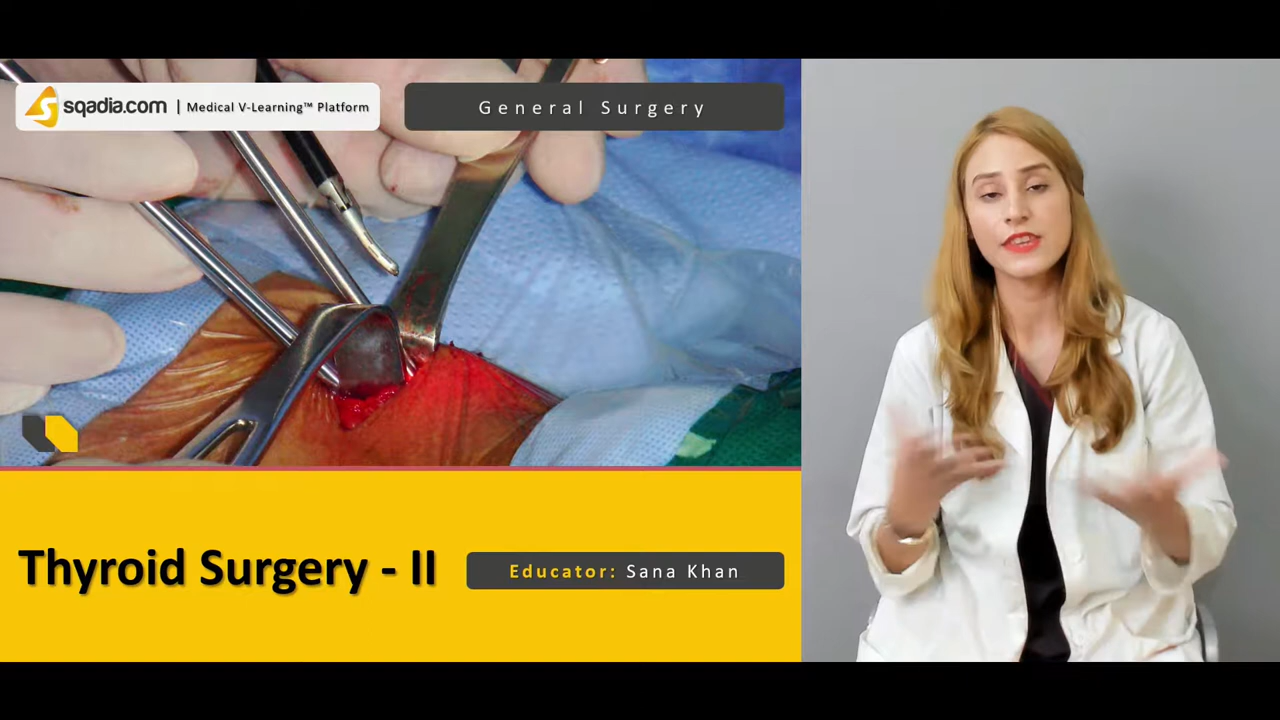 sqadia.com | Medical V-Learning™ Platform
General Surgery
Thyroid Surgery - II
Educator: Sana Khan